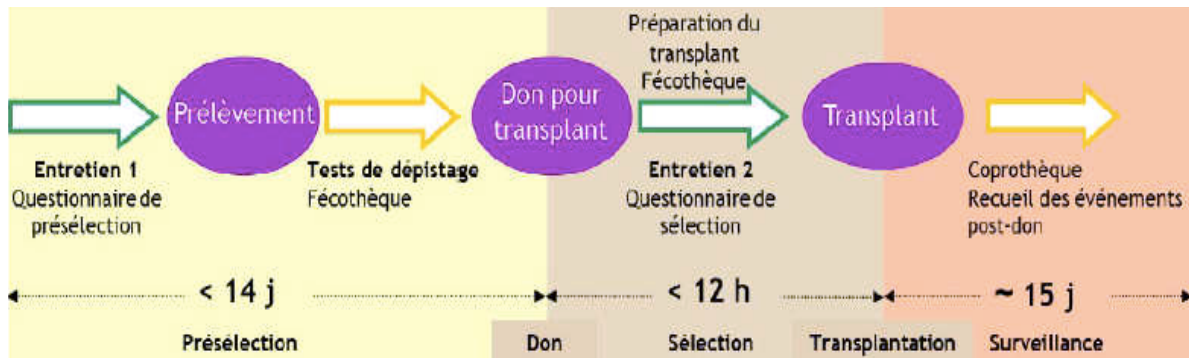 Préparation du
transplant
Fécothèque
Prélèvement
Don pour
transplant
Transplant
Entretien 1
Questionnaire de
présélection
Tests de dépistage
Fécothèque
Entretien 2
Questionnaire de
sélection
Coprothèque
Recueil des événements
post-don
< 14 j
< 12 h
~ 15 j
Présélection
Don
Sélection
Transplantation
Surveillance